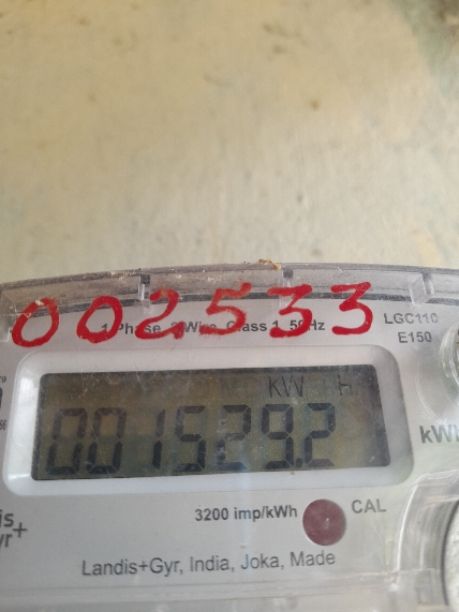 002533
1 Phase, 2 Wire, Class 1, 50Hz
LGC110
E150
KW H
001529.2
kWh
3200 imp/kWh
CAL
Landis+Gyr, India, Joka, Made